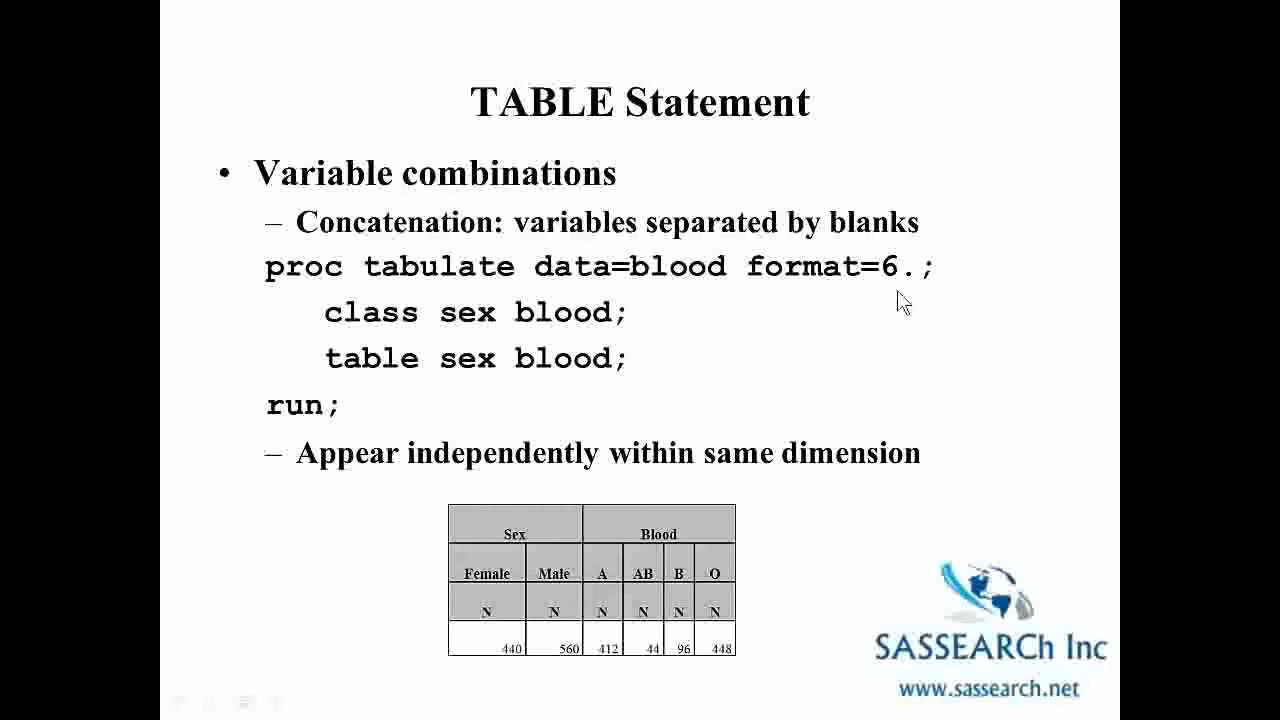 TABLE Statement
• Variable combinations
– Concatenation: variables separated by blanks
proc tabulate data=blood format=6.;
class sex blood;
table sex blood;
run;
– Appear independently within same dimension
Sex Blood
Female Male A AB B O
N N N N N N
440 560 412 44 96 448
SASSEARCh Inc
www.sassearch.net